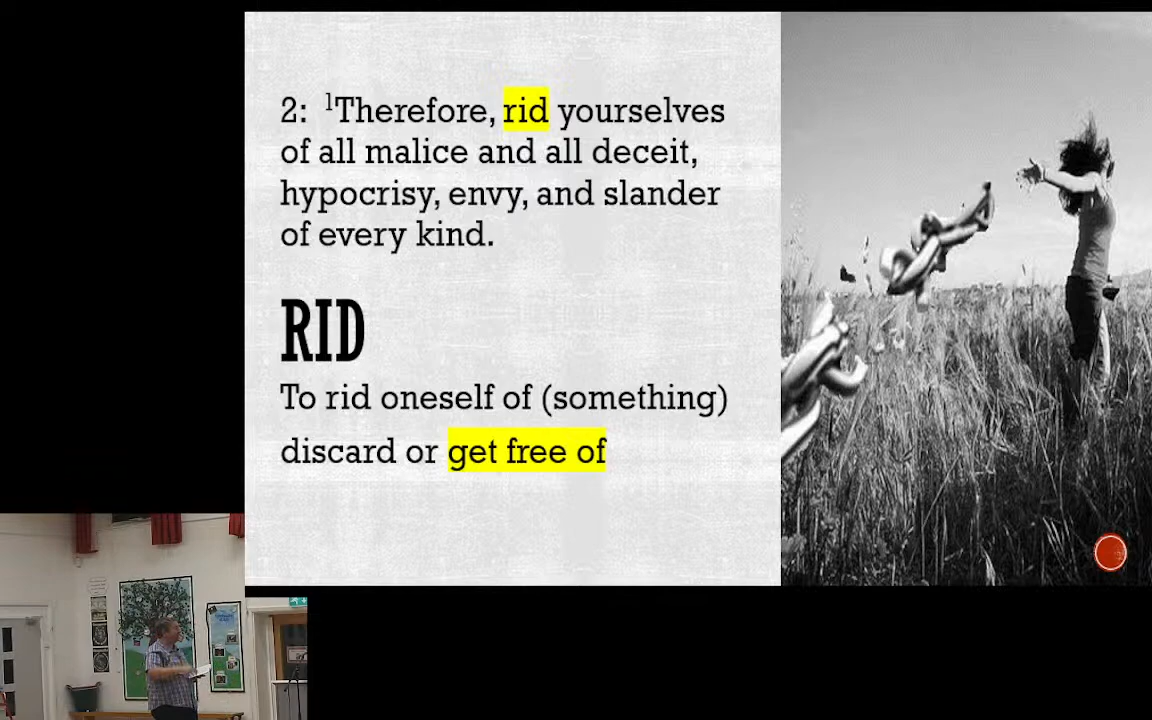 2: ¹Therefore, rid yourselves
of all malice and all deceit,
hypocrisy, envy, and slander
of every kind.
RID
To rid oneself of (something)
discard or get free of